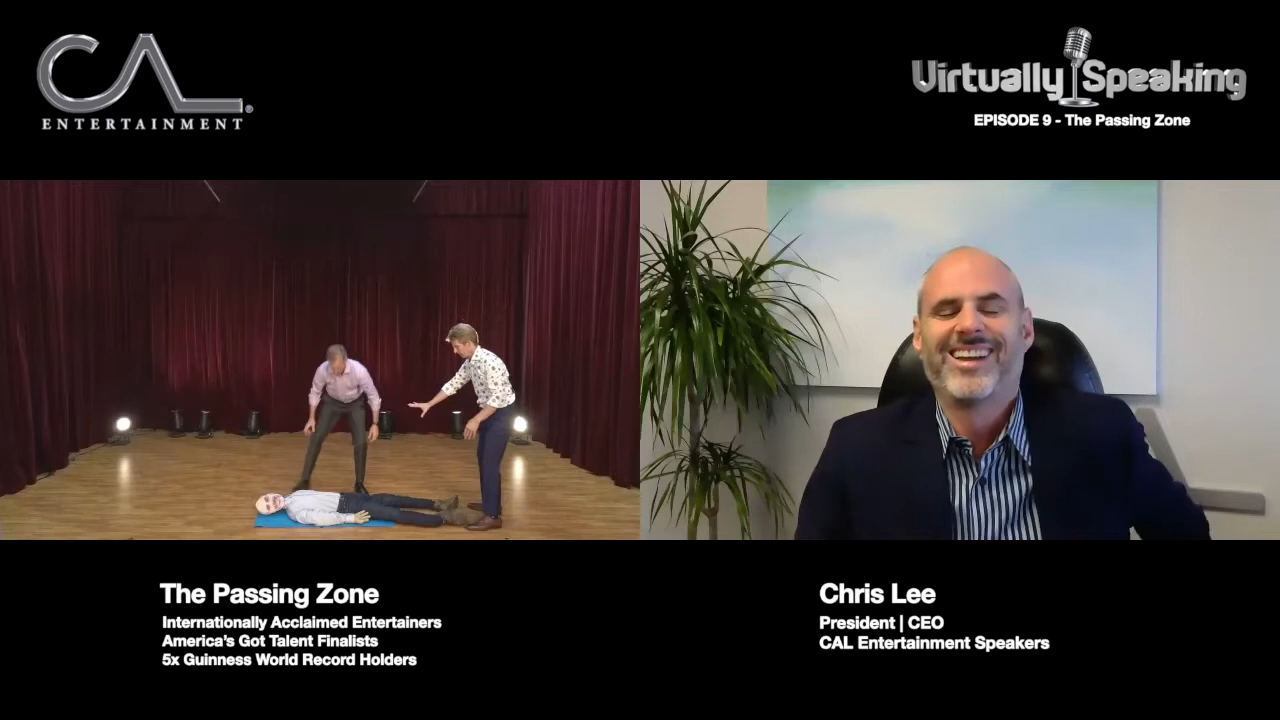 CAL®
ENTERTAINMENT
Virtually Speaking
EPISODE 9 - The Passing Zone
The Passing Zone
Internationally Acclaimed Entertainers
America's Got Talent Finalists
5x Guinness World Record Holders
Chris Lee
President | CEO
CAL Entertainment Speakers